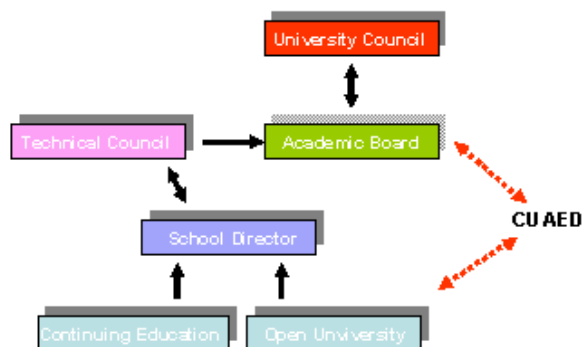 University Council
Technical Council
Academic Board
CUAED
School Director
Continuing Education
Open Unviversity